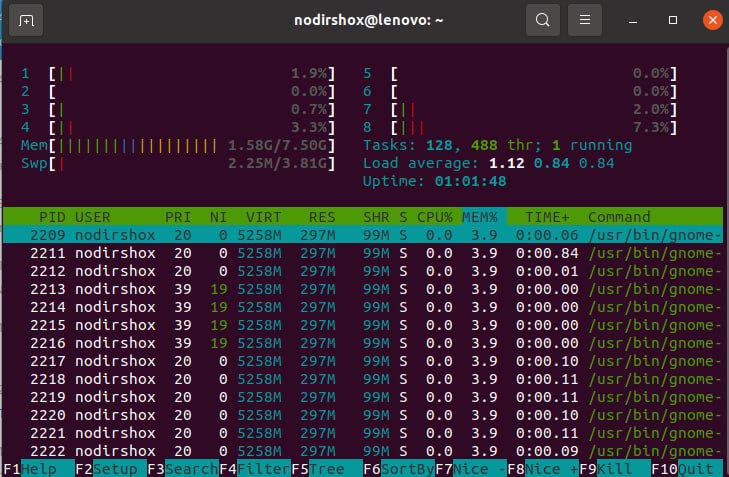 nodirshox@lenovo: ~
1 [|| 1.9%] 5 [ 0.0%]
2 [ 0.0%] 6 [ 0.0%]
3 [| 0.7%] 7 [|| 2.0%]
4 [|| 3.3%] 8 [||| 7.3%]
Mem[|||||||||||||||||| 1.58G/7.50G] Tasks: 128, 488 thr; 1 running
Swp[| 2.25M/3.81G] Load average: 1.12 0.84 0.84
Uptime: 01:01:48
PID USER PRI NI VIRT RES SHR S CPU% MEM% TIME+ Command
2209 nodirshox 20 0 5258M 297M 99M S 0.0 3.9 0:00.06 /usr/bin/gnome-
2211 nodirshox 20 0 5258M 297M 99M S 0.0 3.9 0:00.84 /usr/bin/gnome-
2212 nodirshox 20 0 5258M 297M 99M S 0.0 3.9 0:00.01 /usr/bin/gnome-
2213 nodirshox 39 19 5258M 297M 99M S 0.0 3.9 0:00.00 /usr/bin/gnome-
2214 nodirshox 39 19 5258M 297M 99M S 0.0 3.9 0:00.00 /usr/bin/gnome-
2215 nodirshox 39 19 5258M 297M 99M S 0.0 3.9 0:00.00 /usr/bin/gnome-
2216 nodirshox 39 19 5258M 297M 99M S 0.0 3.9 0:00.00 /usr/bin/gnome-
2217 nodirshox 20 0 5258M 297M 99M S 0.0 3.9 0:00.10 /usr/bin/gnome-
2218 nodirshox 20 0 5258M 297M 99M S 0.0 3.9 0:00.11 /usr/bin/gnome-
2219 nodirshox 20 0 5258M 297M 99M S 0.0 3.9 0:00.11 /usr/bin/gnome-
2220 nodirshox 20 0 5258M 297M 99M S 0.0 3.9 0:00.10 /usr/bin/gnome-
2221 nodirshox 20 0 5258M 297M 99M S 0.0 3.9 0:00.11 /usr/bin/gnome-
2222 nodirshox 20 0 5258M 297M 99M S 0.0 3.9 0:00.09 /usr/bin/gnome-
F1Help F2Setup F3SearchF4FilterF5Tree F6SortByF7Nice -F8Nice +F9Kill F10Quit